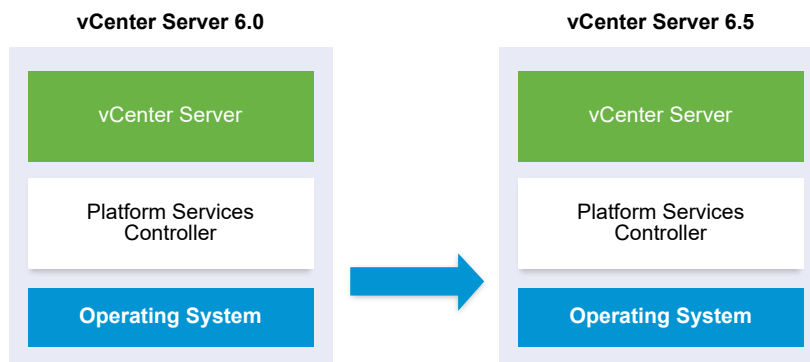 vCenter Server 6.0
vCenter Server
Platform Services
Controller
Operating System
vCenter Server 6.5
vCenter Server
Platform Services
Controller
Operating System